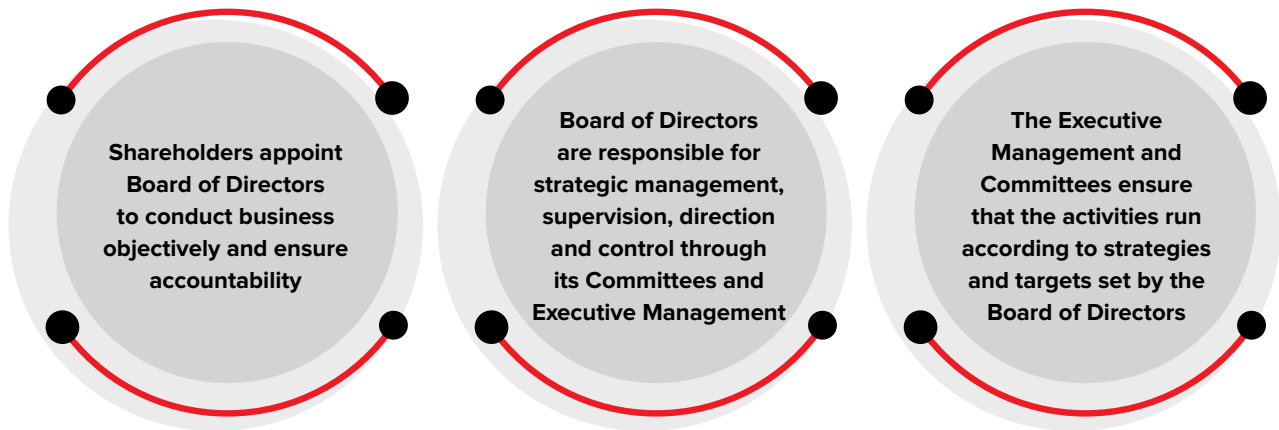 Shareholders appoint
Board of Directors
to conduct business
objectively and ensure
accountability
Board of Directors
are responsible for
strategic management,
supervision, direction
and control through
its Committees and
Executive Management
The Executive
Management and
Committees ensure
that the activities run
according to strategies
and targets set by the
Board of Directors